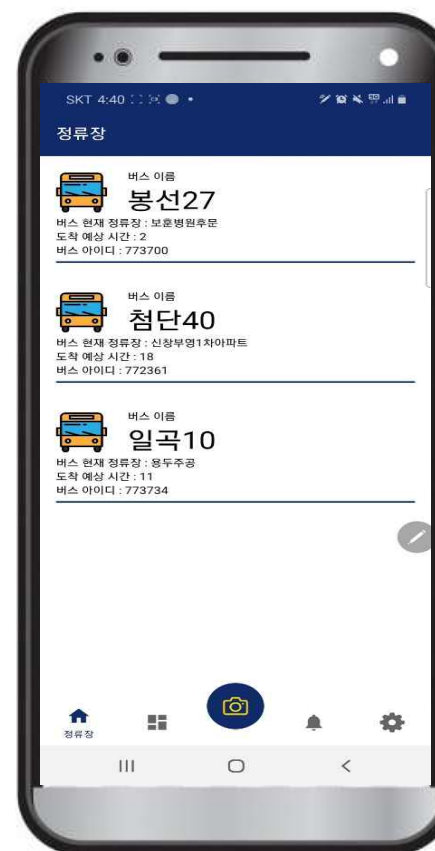 SKT 4:40
정류장
버스 이름
봉선27
버스 현재 정류장 : 보훈병원후문
도착 예상 시간 : 2
버스 아이디 : 773700
버스 이름
첨단40
버스 현재 정류장 : 신창부영1차아파트
도착 예상 시간 : 18
버스 아이디 : 772361
버스 이름
일곡10
버스 현재 정류장 : 용두주공
도착 예상 시간 : 11
버스 아이디 : 773734
정류장